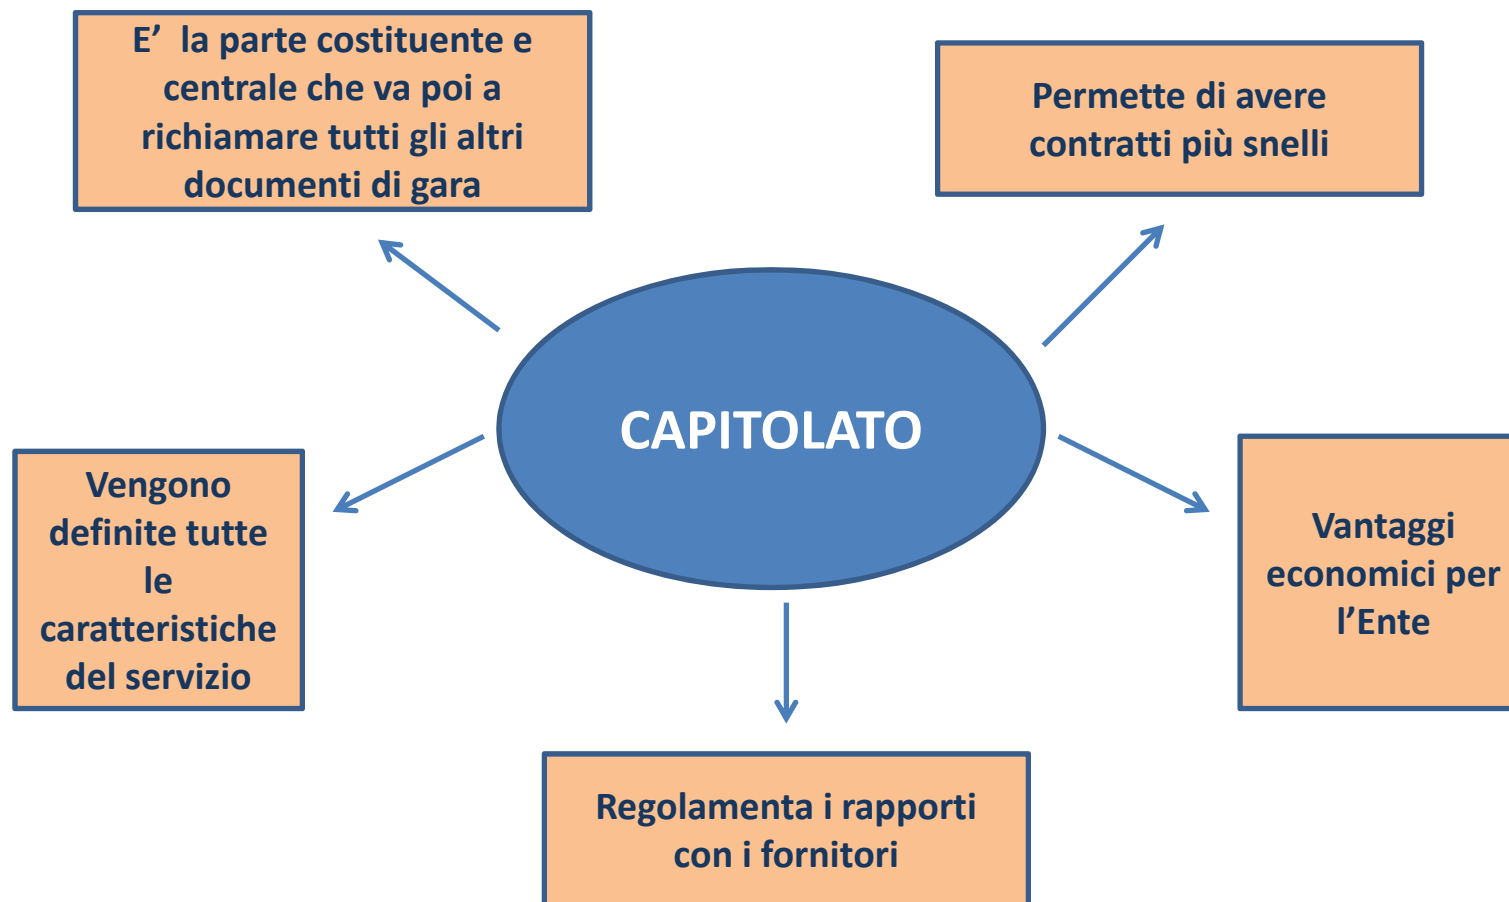 E’ la parte costituente e
centrale che va poi a
richiamare tutti gli altri
documenti di gara
Permette di avere
contratti più snelli
CAPITOLATO
Vengono
definite tutte
le
caratteristiche
del servizio
Vantaggi
economici per
l’Ente
Regolamenta i rapporti
con i fornitori